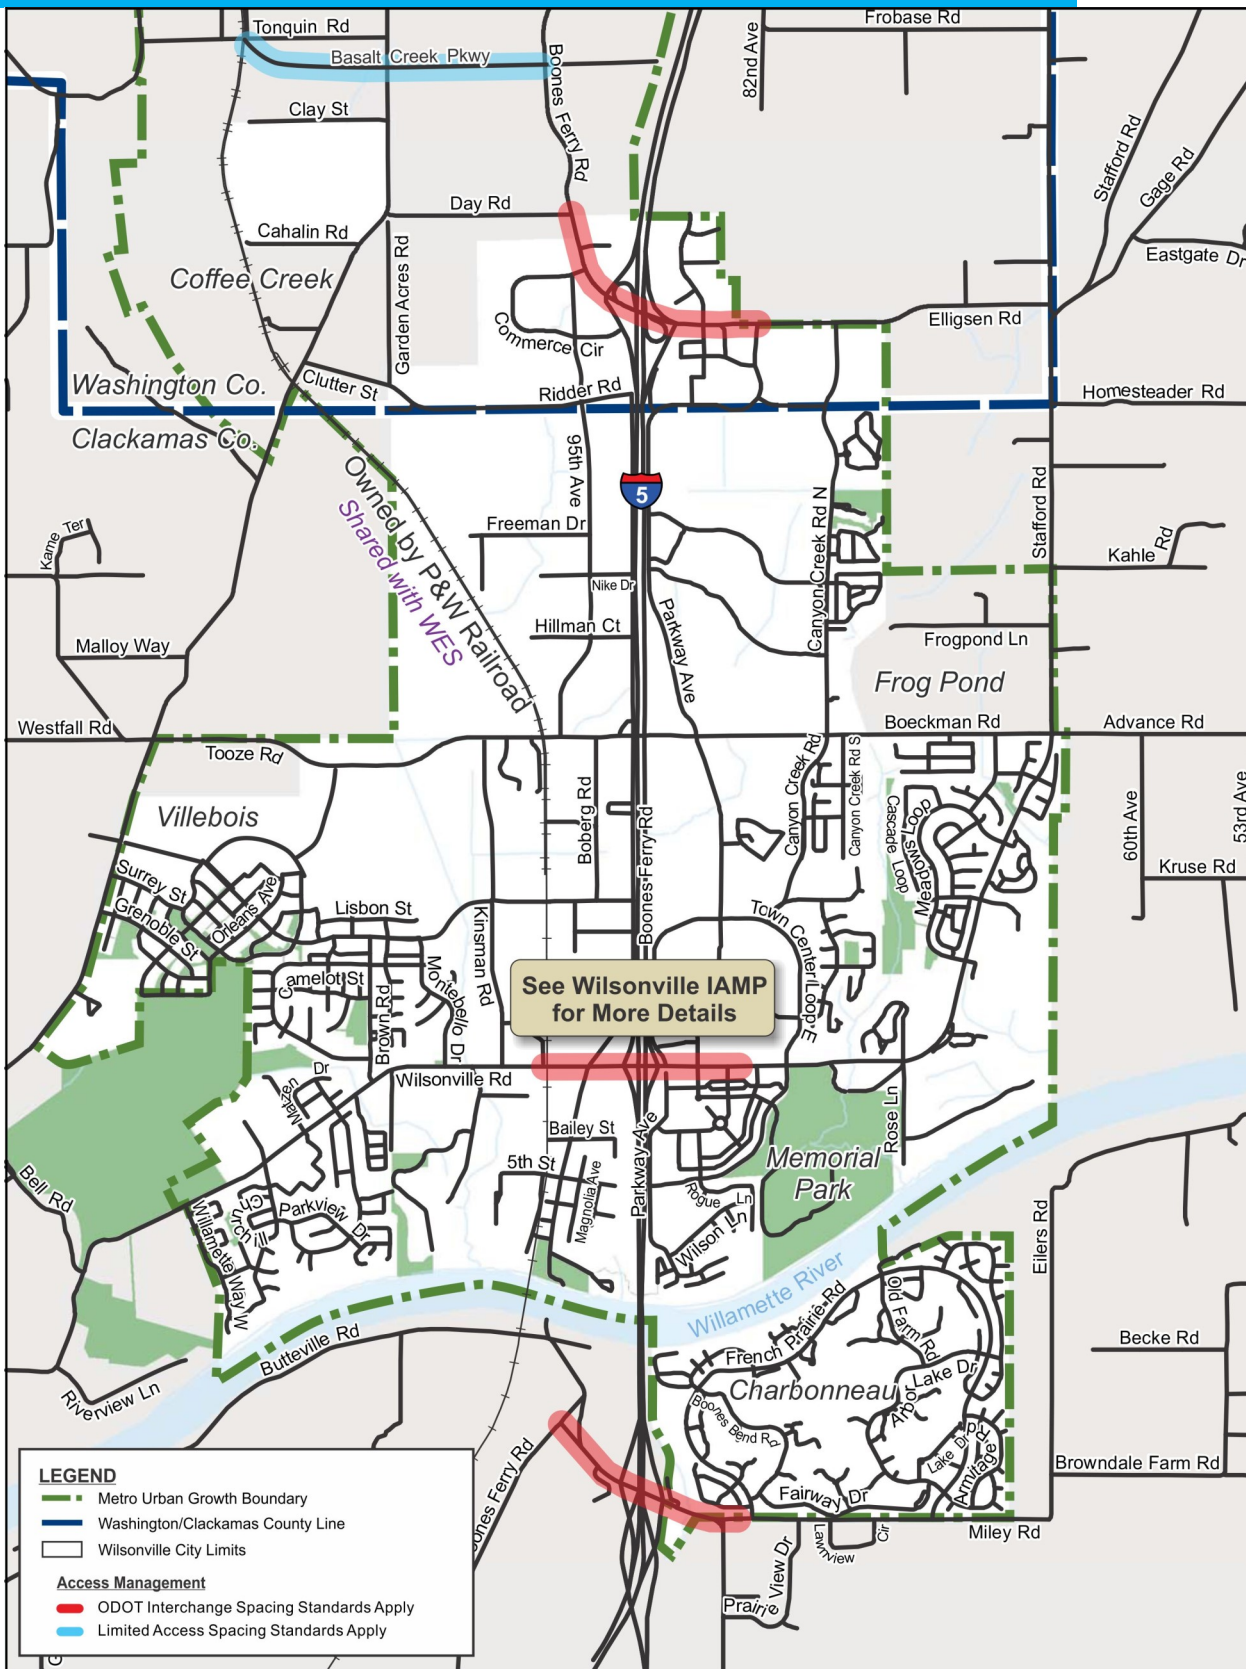 Tonquin Rd
Frobase Rd
Basalt Creek Pkwy
Boones Ferry Rd
82nd Ave
Clay St
Stafford Rd
Gage Rd
Day Rd
Cahalin Rd
Eastgate Dr
Coffee Creek
Garden Acres Rd
Commerce Cir
Elligsen Rd
Washington Co.
Clutter St
Ridder Rd
Homesteader Rd
Clackamas Co.
95th Ave
Owned by P&W Railroad
Shared with WES
5
Canyon Creek Rd N
Stafford Rd
Kame Ter
Freeman Dr
Kahle Rd
Nike Dr
Parkway Ave
Hillman Ct
Malloy Way
Frogpond Ln
Frog Pond
Westfall Rd
Boeckman Rd
Advance Rd
Tooze Rd
Canyon Creek Rd
Canyon Creek Rd S
Villebois
Boberg Rd
Boones Ferry Rd
Cascade Loop
Meadows Loop
60th Ave
53rd Ave
Kruse Rd
Surrey St
Grenoble St
Orleans Ave
Lisbon St
Kinsman Rd
Town Center Loop E
Camelot St
Brown Rd
Montebello Dr
See Wilsonville IAMP
for More Details
Wilsonville Rd
Matzen Dr
Rose Ln
Bailey St
5th St
Magnolia Ave
Parkway Ave
Memorial
Park
Bell Rd
Rogue Ln
Wilson Ln
Churchill
Parkview Dr
Willamette Way W
Eilers Rd
Willamette River
Butteville Rd
French Prairie Rd
Old Farm Rd
Becke Rd
Riverview Ln
Charbonneau
Arbor Lake Dr
Boones Bend Rd
Lake Dr
Armitage Rd
Browndale Farm Rd
Fairway Dr
Miley Rd
Lawnview Cir
Prairie View Dr
ones Ferry Rd
LEGEND
Metro Urban Growth Boundary
Washington/Clackamas County Line
Wilsonville City Limits
Access Management
ODOT Interchange Spacing Standards Apply
Limited Access Spacing Standards Apply